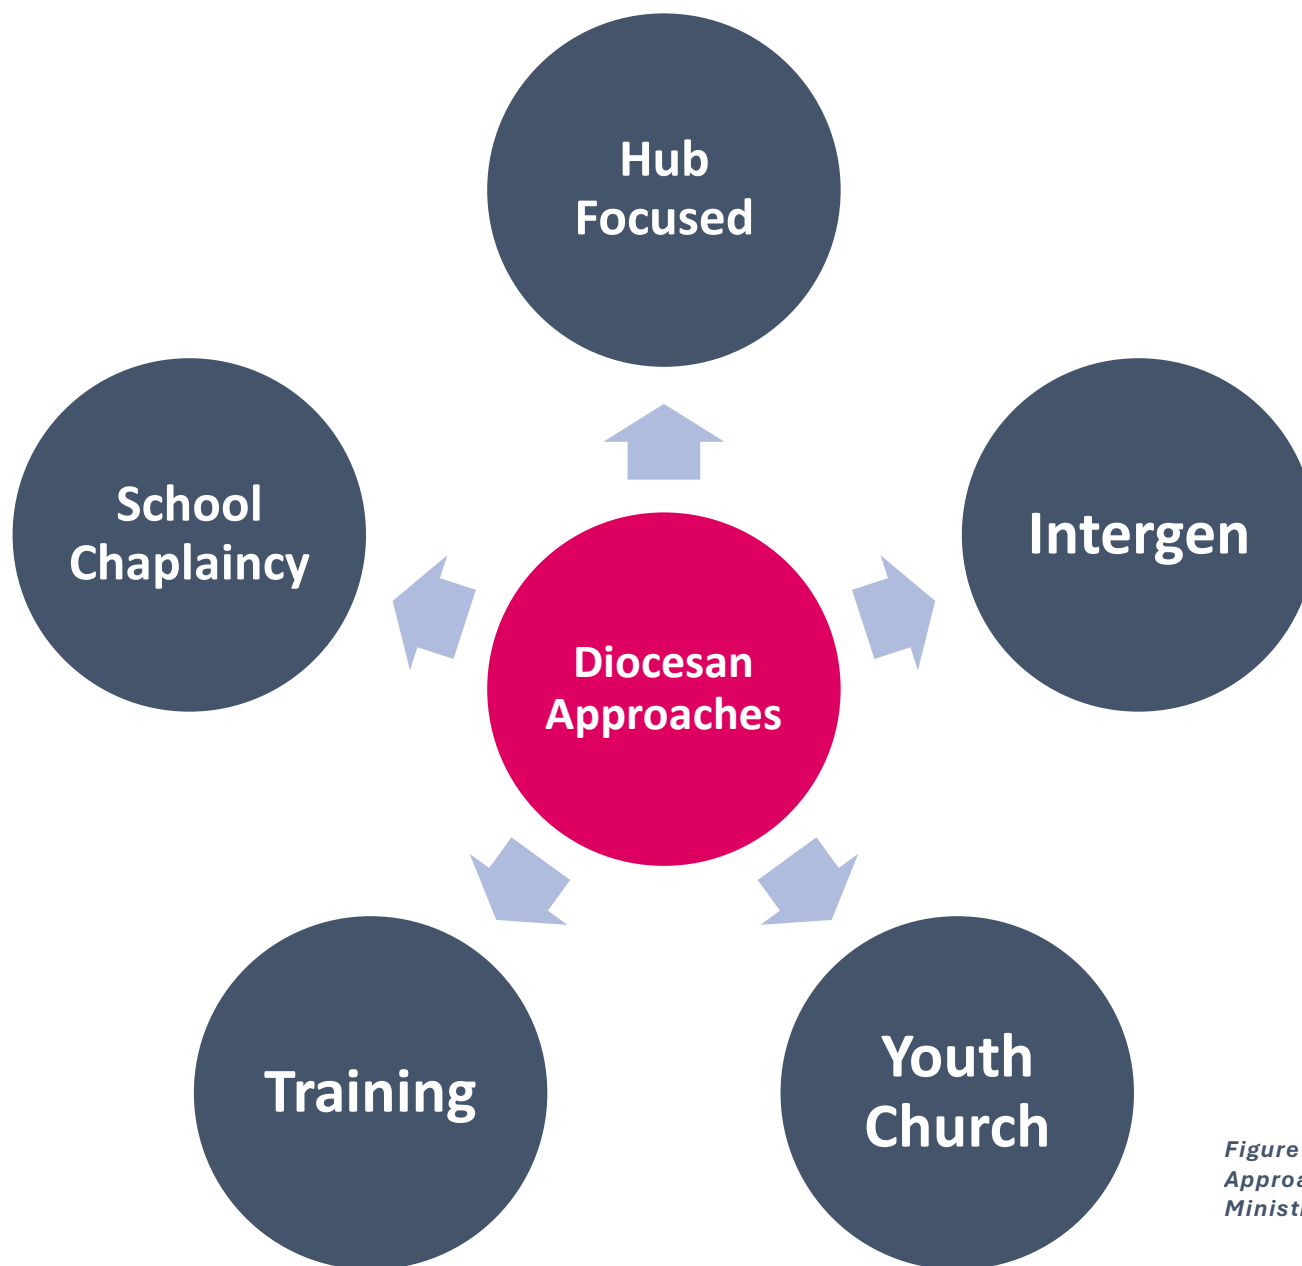 Hub
Focused
School
Chaplaincy
Intergen
Diocesan
Approaches
Training
Youth
Church
Figure